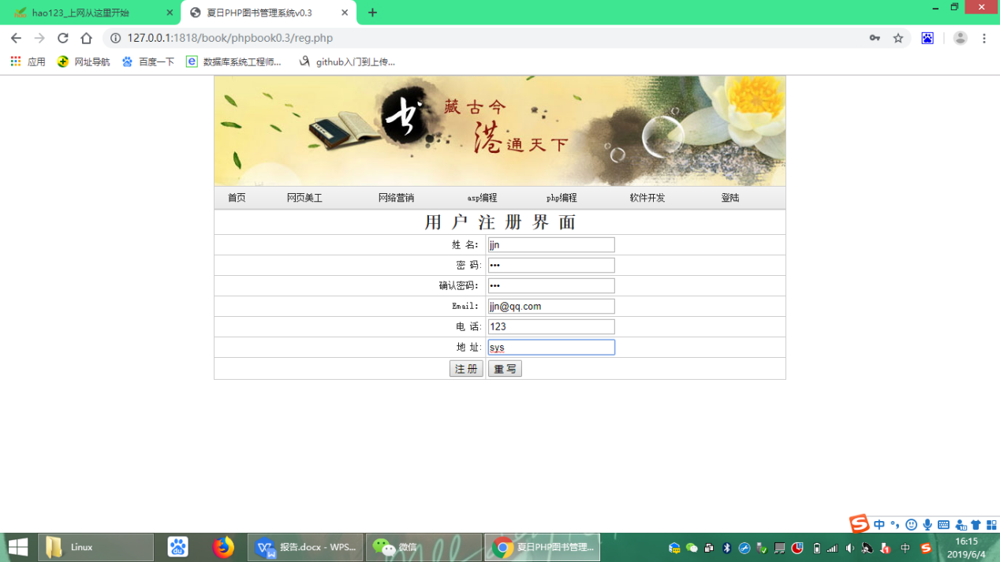 hao123_上网从这里开始
夏日PHP图书管理系统v0.3
127.0.0.1:1818/book/phpbook0.3/reg.php
应用 网址导航 百度一下 数据库系统工程师... github入门到上传...
书 藏古今
港通天下
首页 网页美工 网络营销 asp编程 php编程 软件开发 登陆
用 户 注 册 界 面
姓 名: jjn
密 码: •••
确认密码: •••
Email: jjn@qq.com
电 话: 123
地 址: sys
注 册 重 写
中
Linux 报告.docx - WPS... 微信 夏日PHP图书管理... 中 16:15
2019/6/4